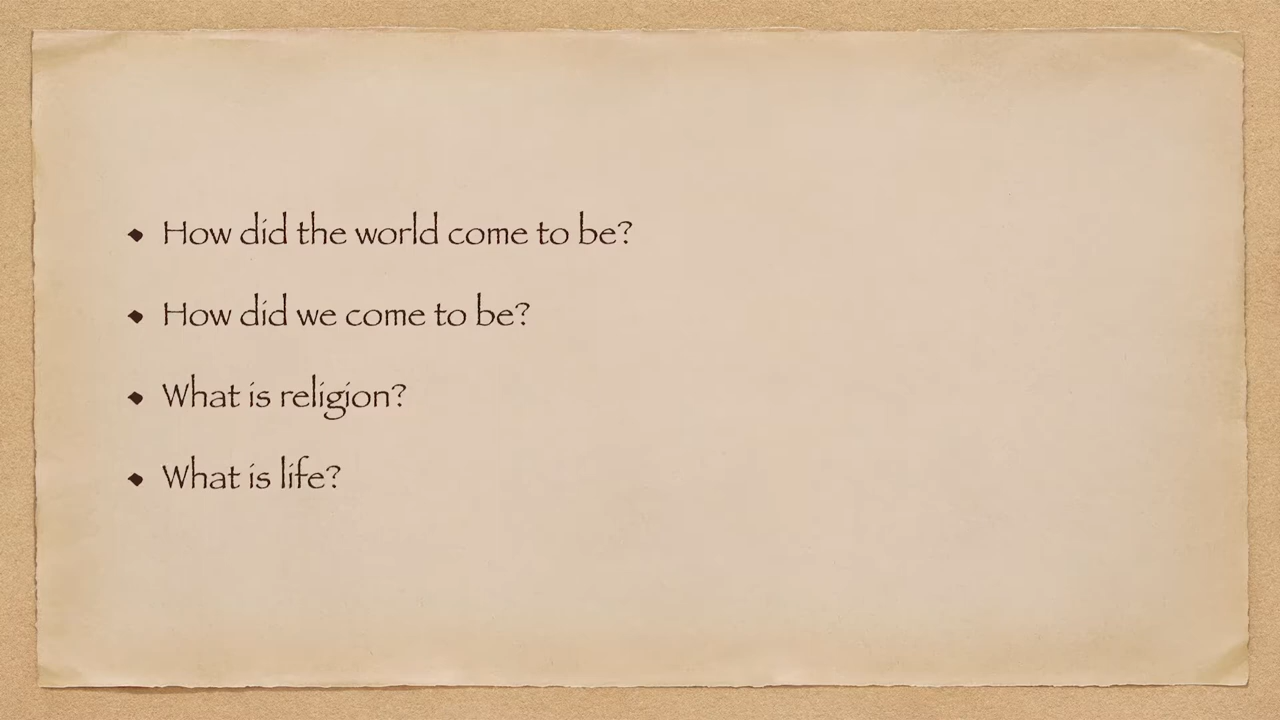 • How did the world come to be?
• How did we come to be?
• What is religion?
• What is life?